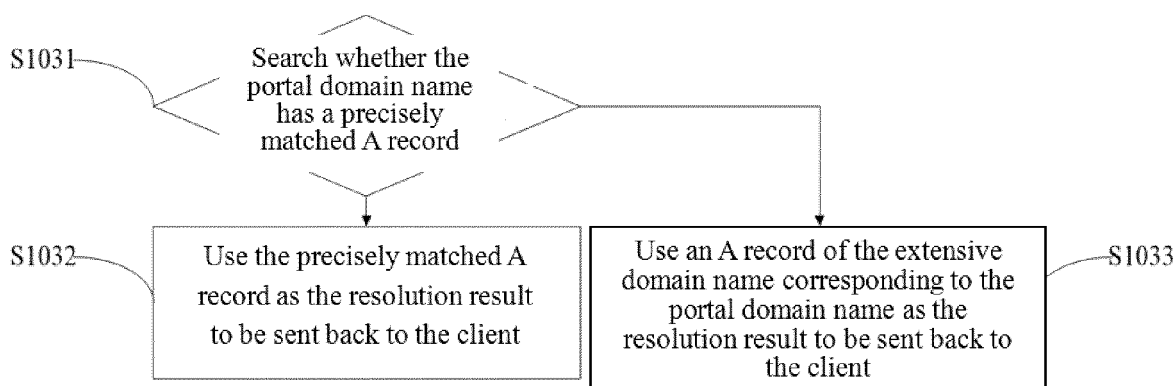 S1031
Search whether the
portal domain name
has a precisely
matched A record
S1032
Use the precisely matched A
record as the resolution result
to be sent back to the client
Use an A record of the extensive
domain name corresponding to the
portal domain name as the
resolution result to be sent back to
the client
S1033